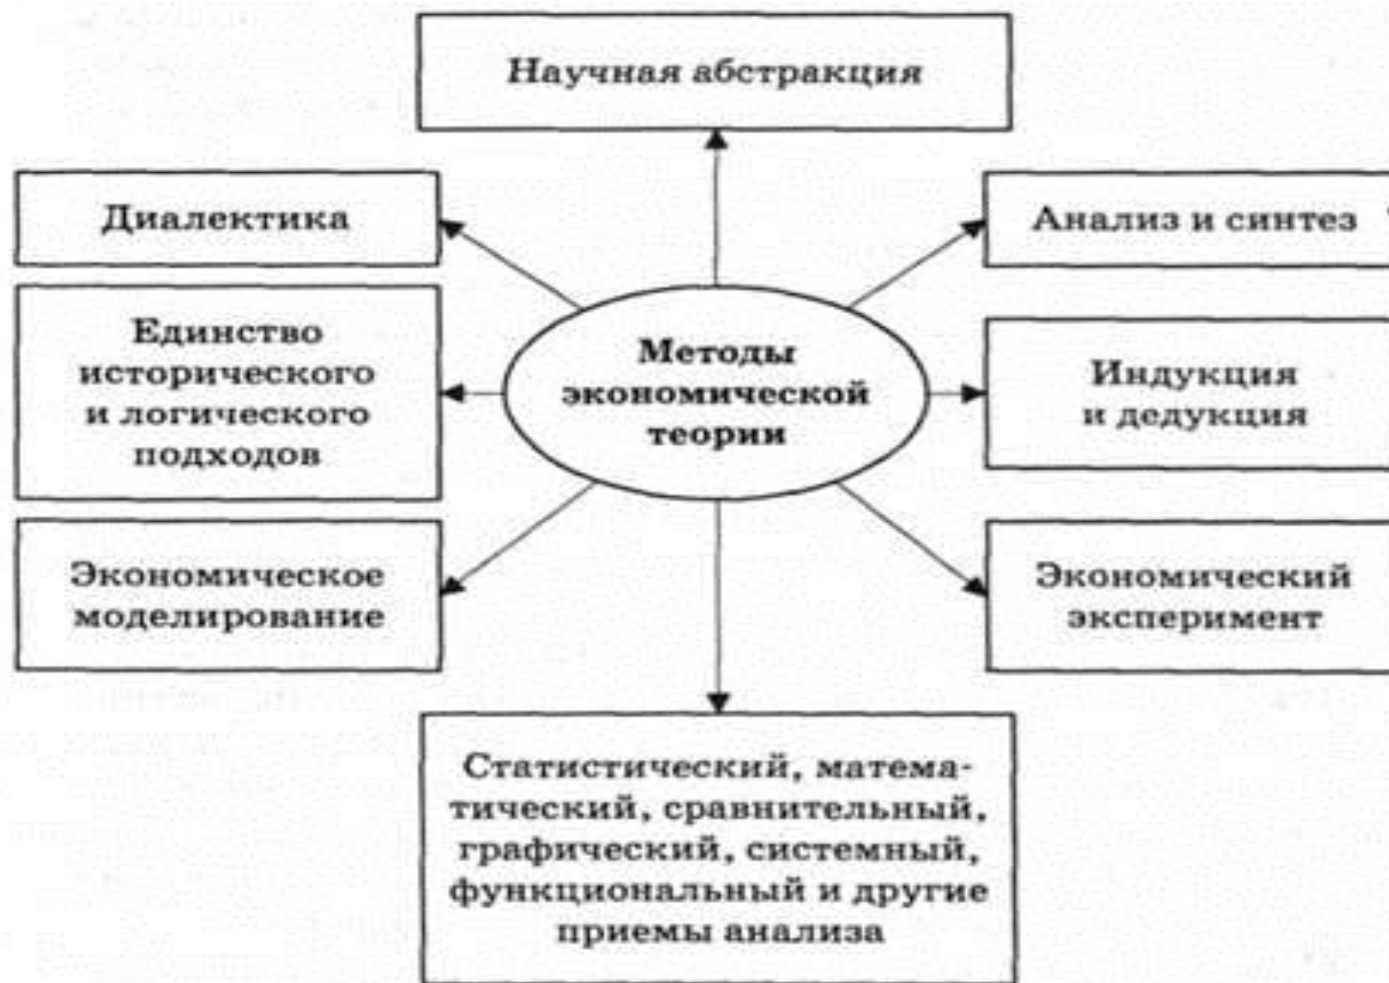 Научная абстракция
Диалектика
Анализ и синтез
Единство
исторического
и логического
подходов
Методы
экономической
теории
Индукция
и дедукция
Экономическое
моделирование
Экономический
эксперимент
Статистический, матема-
тический, сравнительный,
графический, системный,
функциональный и другие
приемы анализа